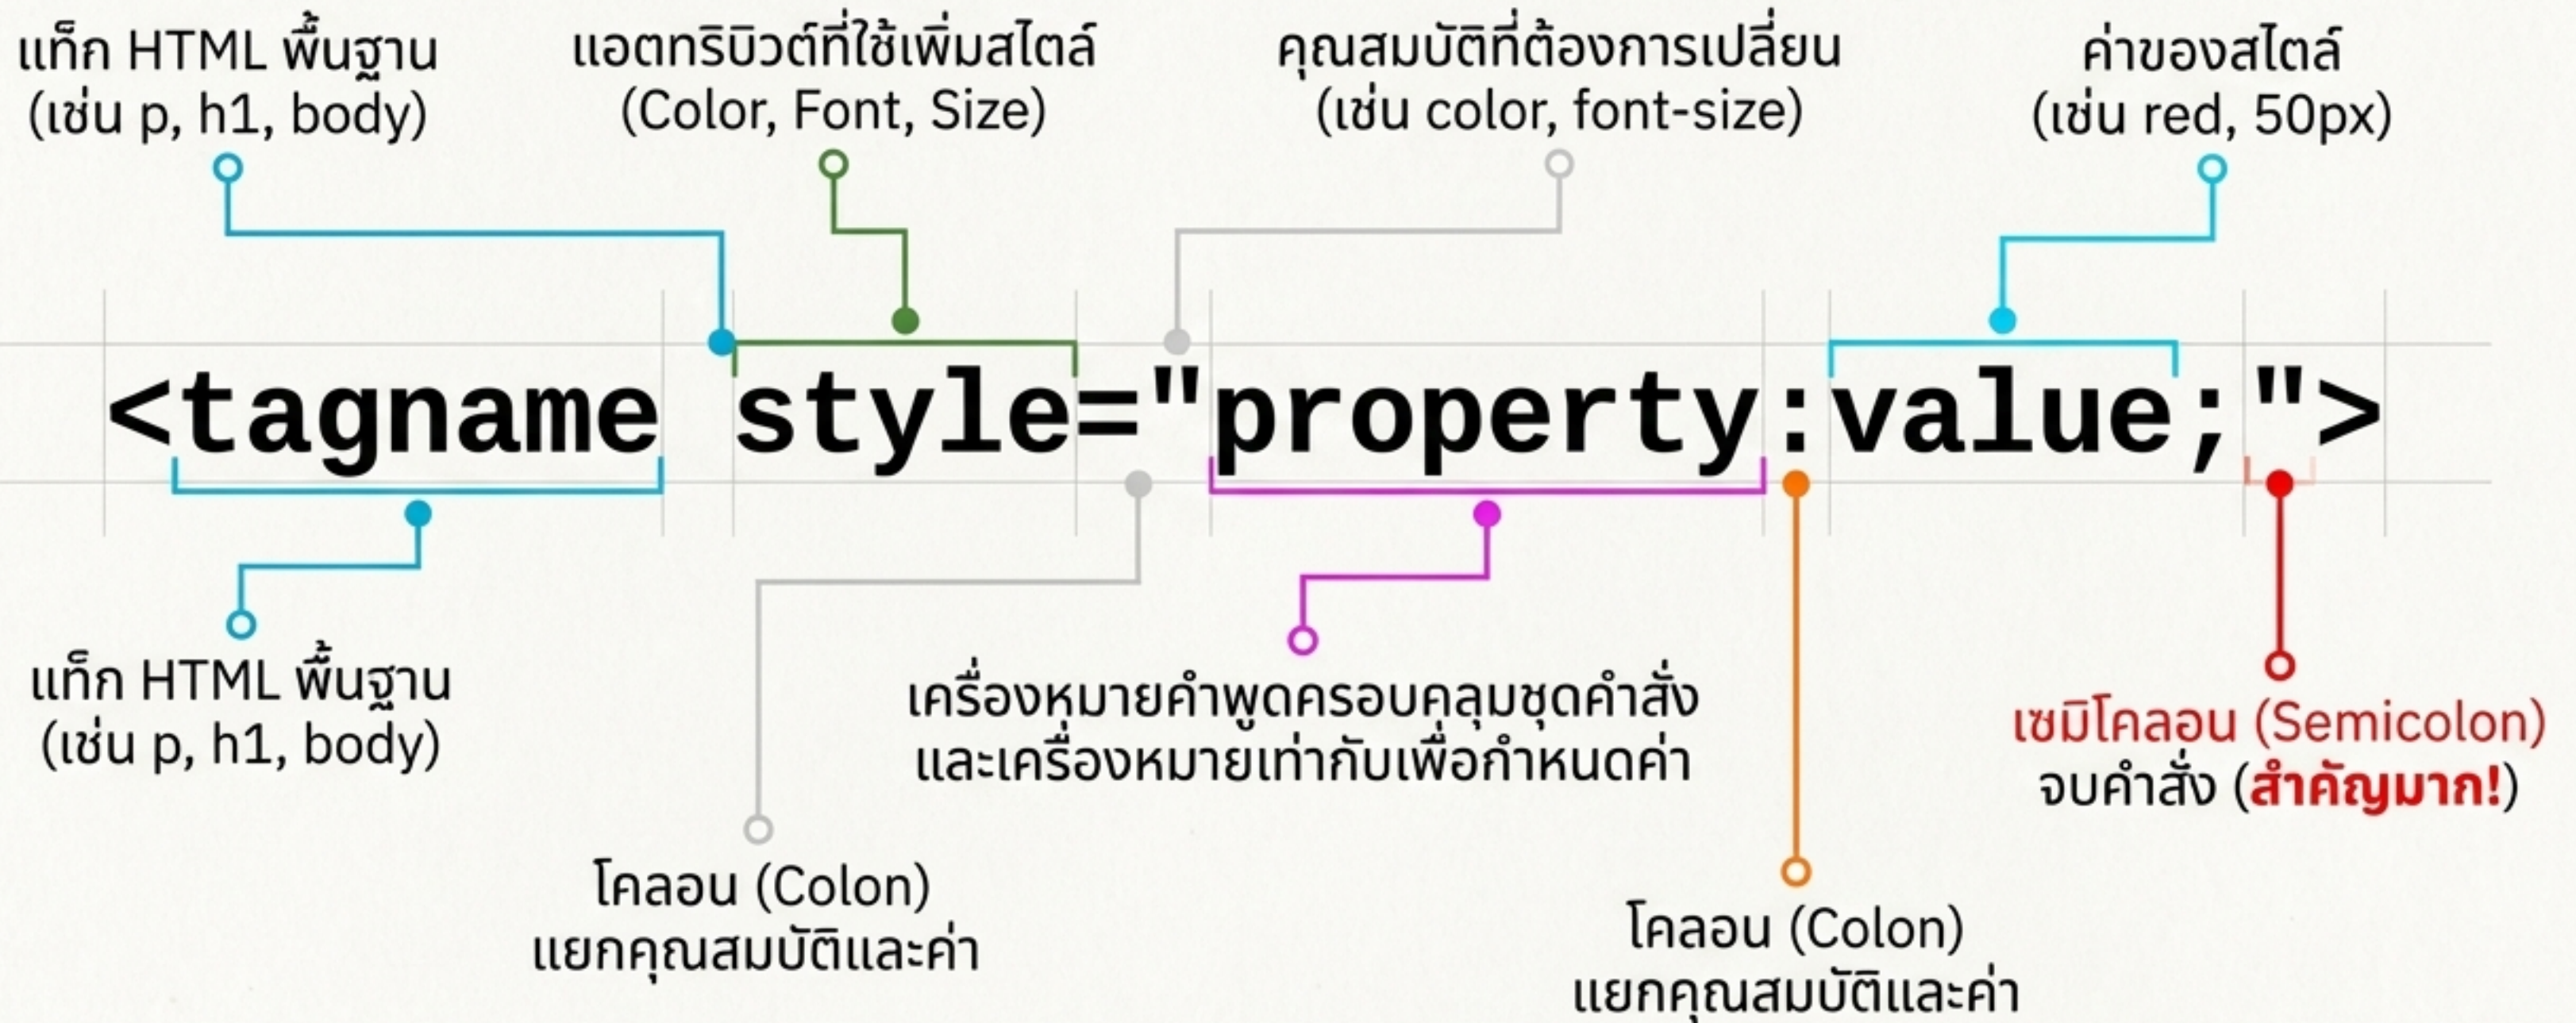 แท็ก HTML พื้นฐาน
(เช่น p, h1, body)
แอตทริบิวต์ที่ใช้เพิ่มสไตล์
(Color, Font, Size)
คุณสมบัติที่ต้องการเปลี่ยน
(เช่น color, font-size)
ค่าของสไตล์
(เช่น red, 50px)
<tagname style="property:value;">
แท็ก HTML พื้นฐาน
(เช่น p, h1, body)
เครื่องหมายคำพูดครอบคลุมชุดคำสั่ง
และเครื่องหมายเท่ากับเพื่อกำหนดค่า
เซมิโคลอน (Semicolon)
จบคำสั่ง (สำคัญมาก!)
โคลอน (Colon)
แยกคุณสมบัติและค่า
โคลอน (Colon)
แยกคุณสมบัติและค่า